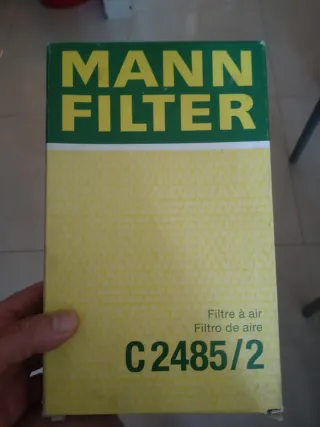 MANN
FILTER
Filtre à air
Filtro de aire
C 2485/2